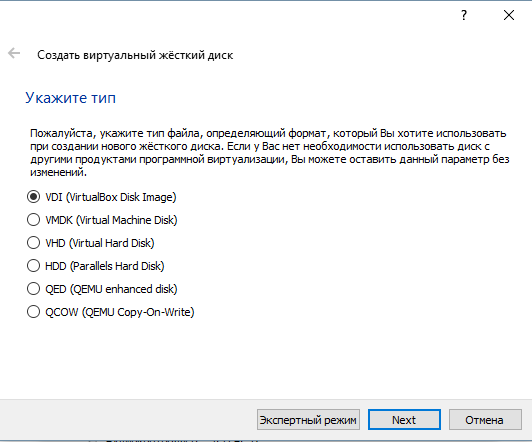 ?
Создать виртуальный жёсткий диск
Укажите тип
Пожалуйста, укажите тип файла, определяющий формат, который Вы хотите использовать
при создании нового жёсткого диска. Если у Вас нет необходимости использовать диск с
другими продуктами программной виртуализации, Вы можете оставить данный параметр без
изменений.
VDI (VirtualBox Disk Image)
VMDK (Virtual Machine Disk)
VHD (Virtual Hard Disk)
HDD (Parallels Hard Disk)
QED (QEMU enhanced disk)
QCOW (QEMU Copy-On-Write)
Экспертный режим Next Отмена